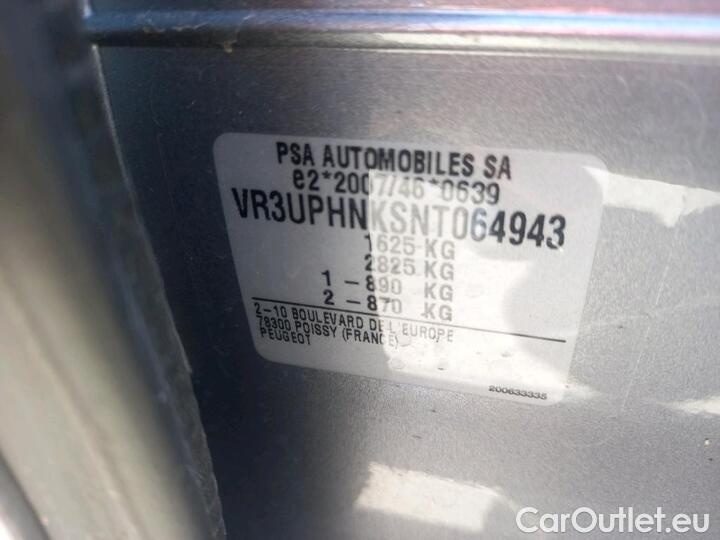 PSA AUTOMOBILES SA
e2*2007/46*0639
VR3UPHNKSNT064943
1625 KG
2825 KG
1 - 890 KG
2 - 870 KG
2-10 BOULEVARD DE L'EUROPE
78300 POISSY (FRANCE)
PEUGEOT
200633335
CarOutlet.eu